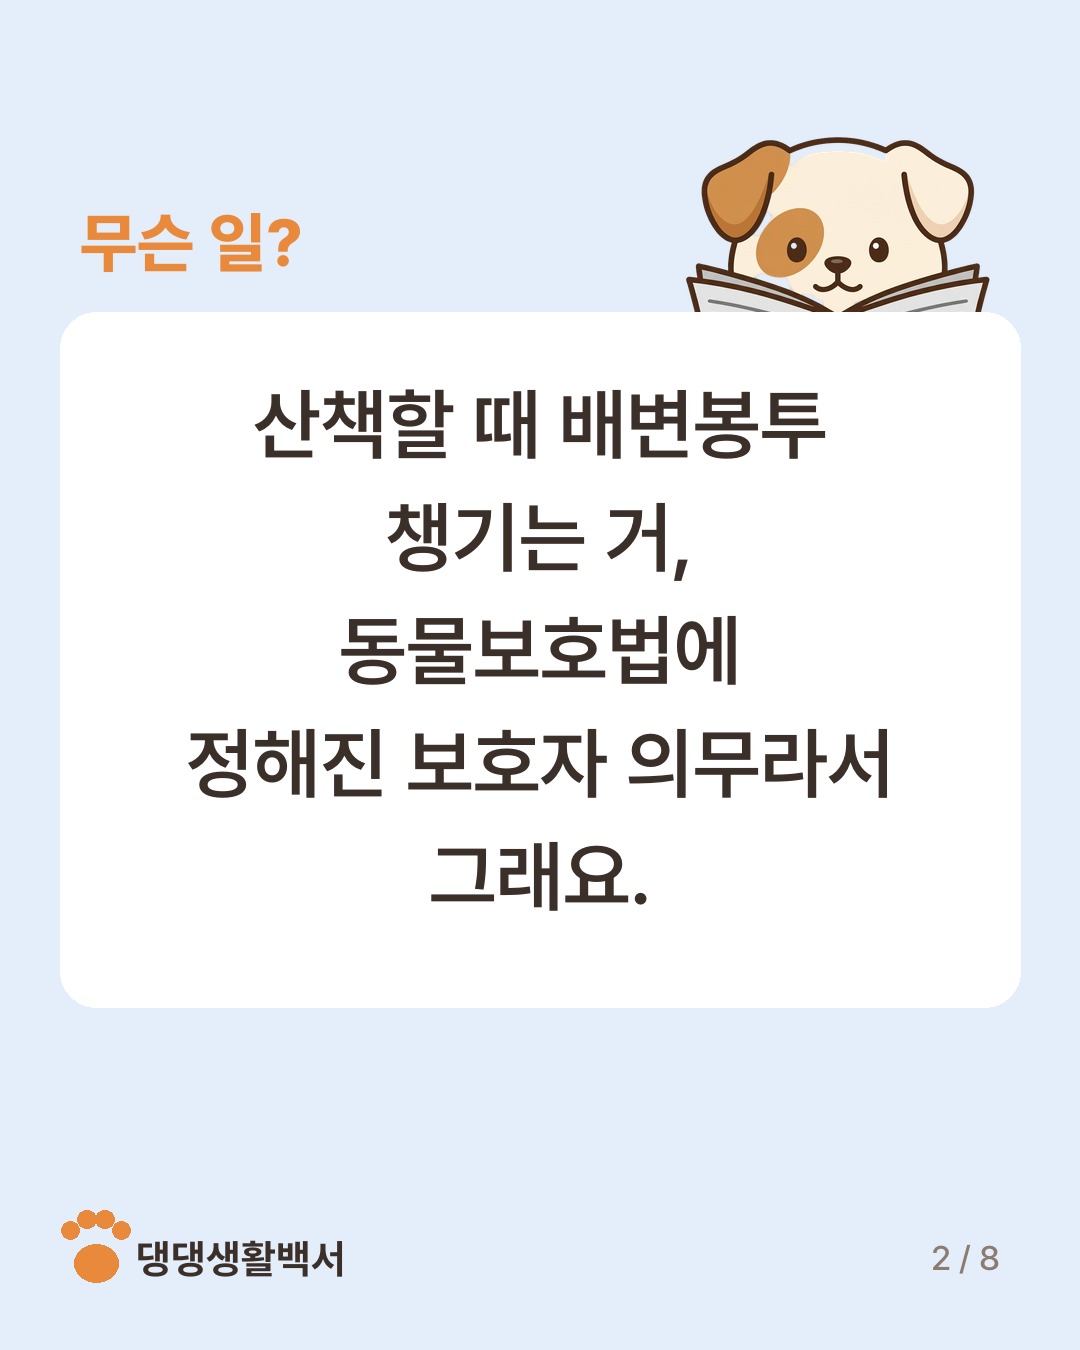 무슨 일?
산책할 때 배변봉투
챙기는 거,
동물보호법에
정해진 보호자 의무라서
그래요.
댕댕생활백서
2 / 8